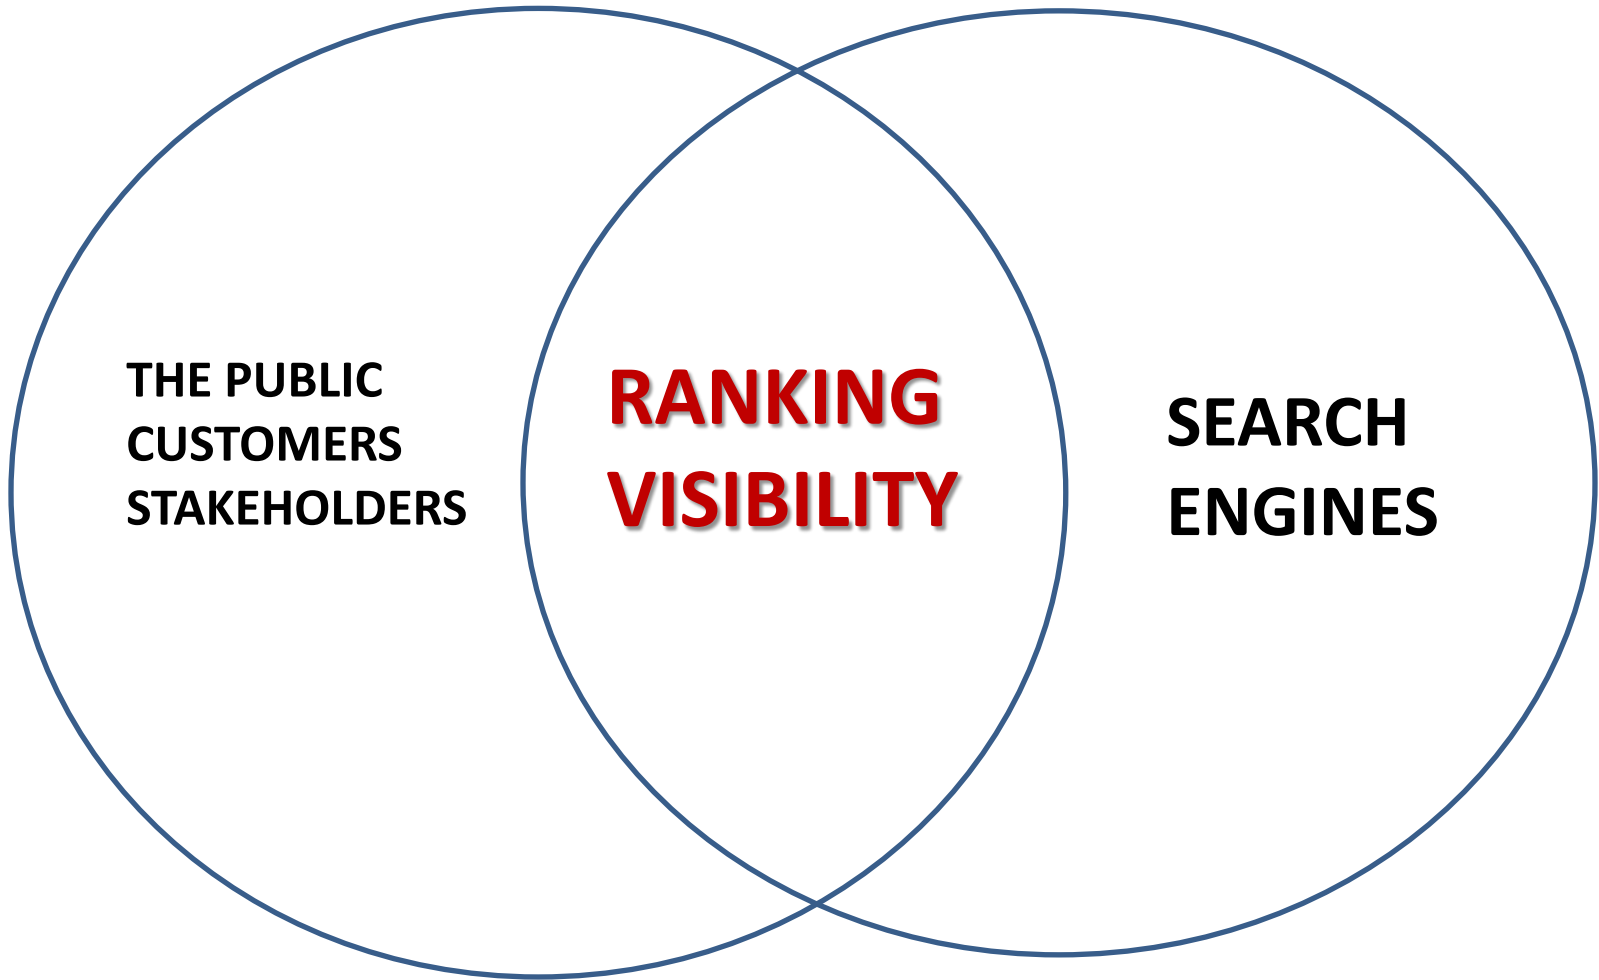 THE PUBLIC
CUSTOMERS
STAKEHOLDERS
RANKING
VISIBILITY
SEARCH
ENGINES